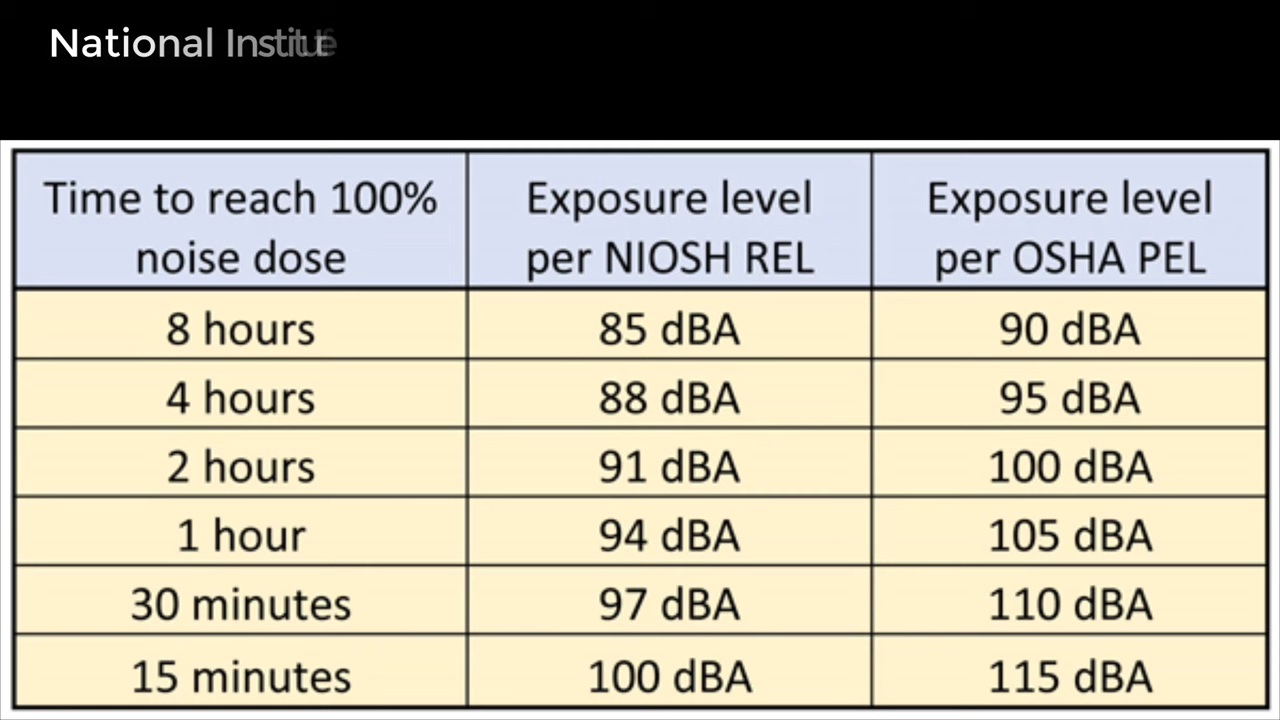 National
Time to reach 100% noise dose Exposure level per NIOSH REL Exposure level per OSHA PEL
8 hours 85 dBA 90 dBA
4 hours 88 dBA 95 dBA
2 hours 91 dBA 100 dBA
1 hour 94 dBA 105 dBA
30 minutes 97 dBA 110 dBA
15 minutes 100 dBA 115 dBA